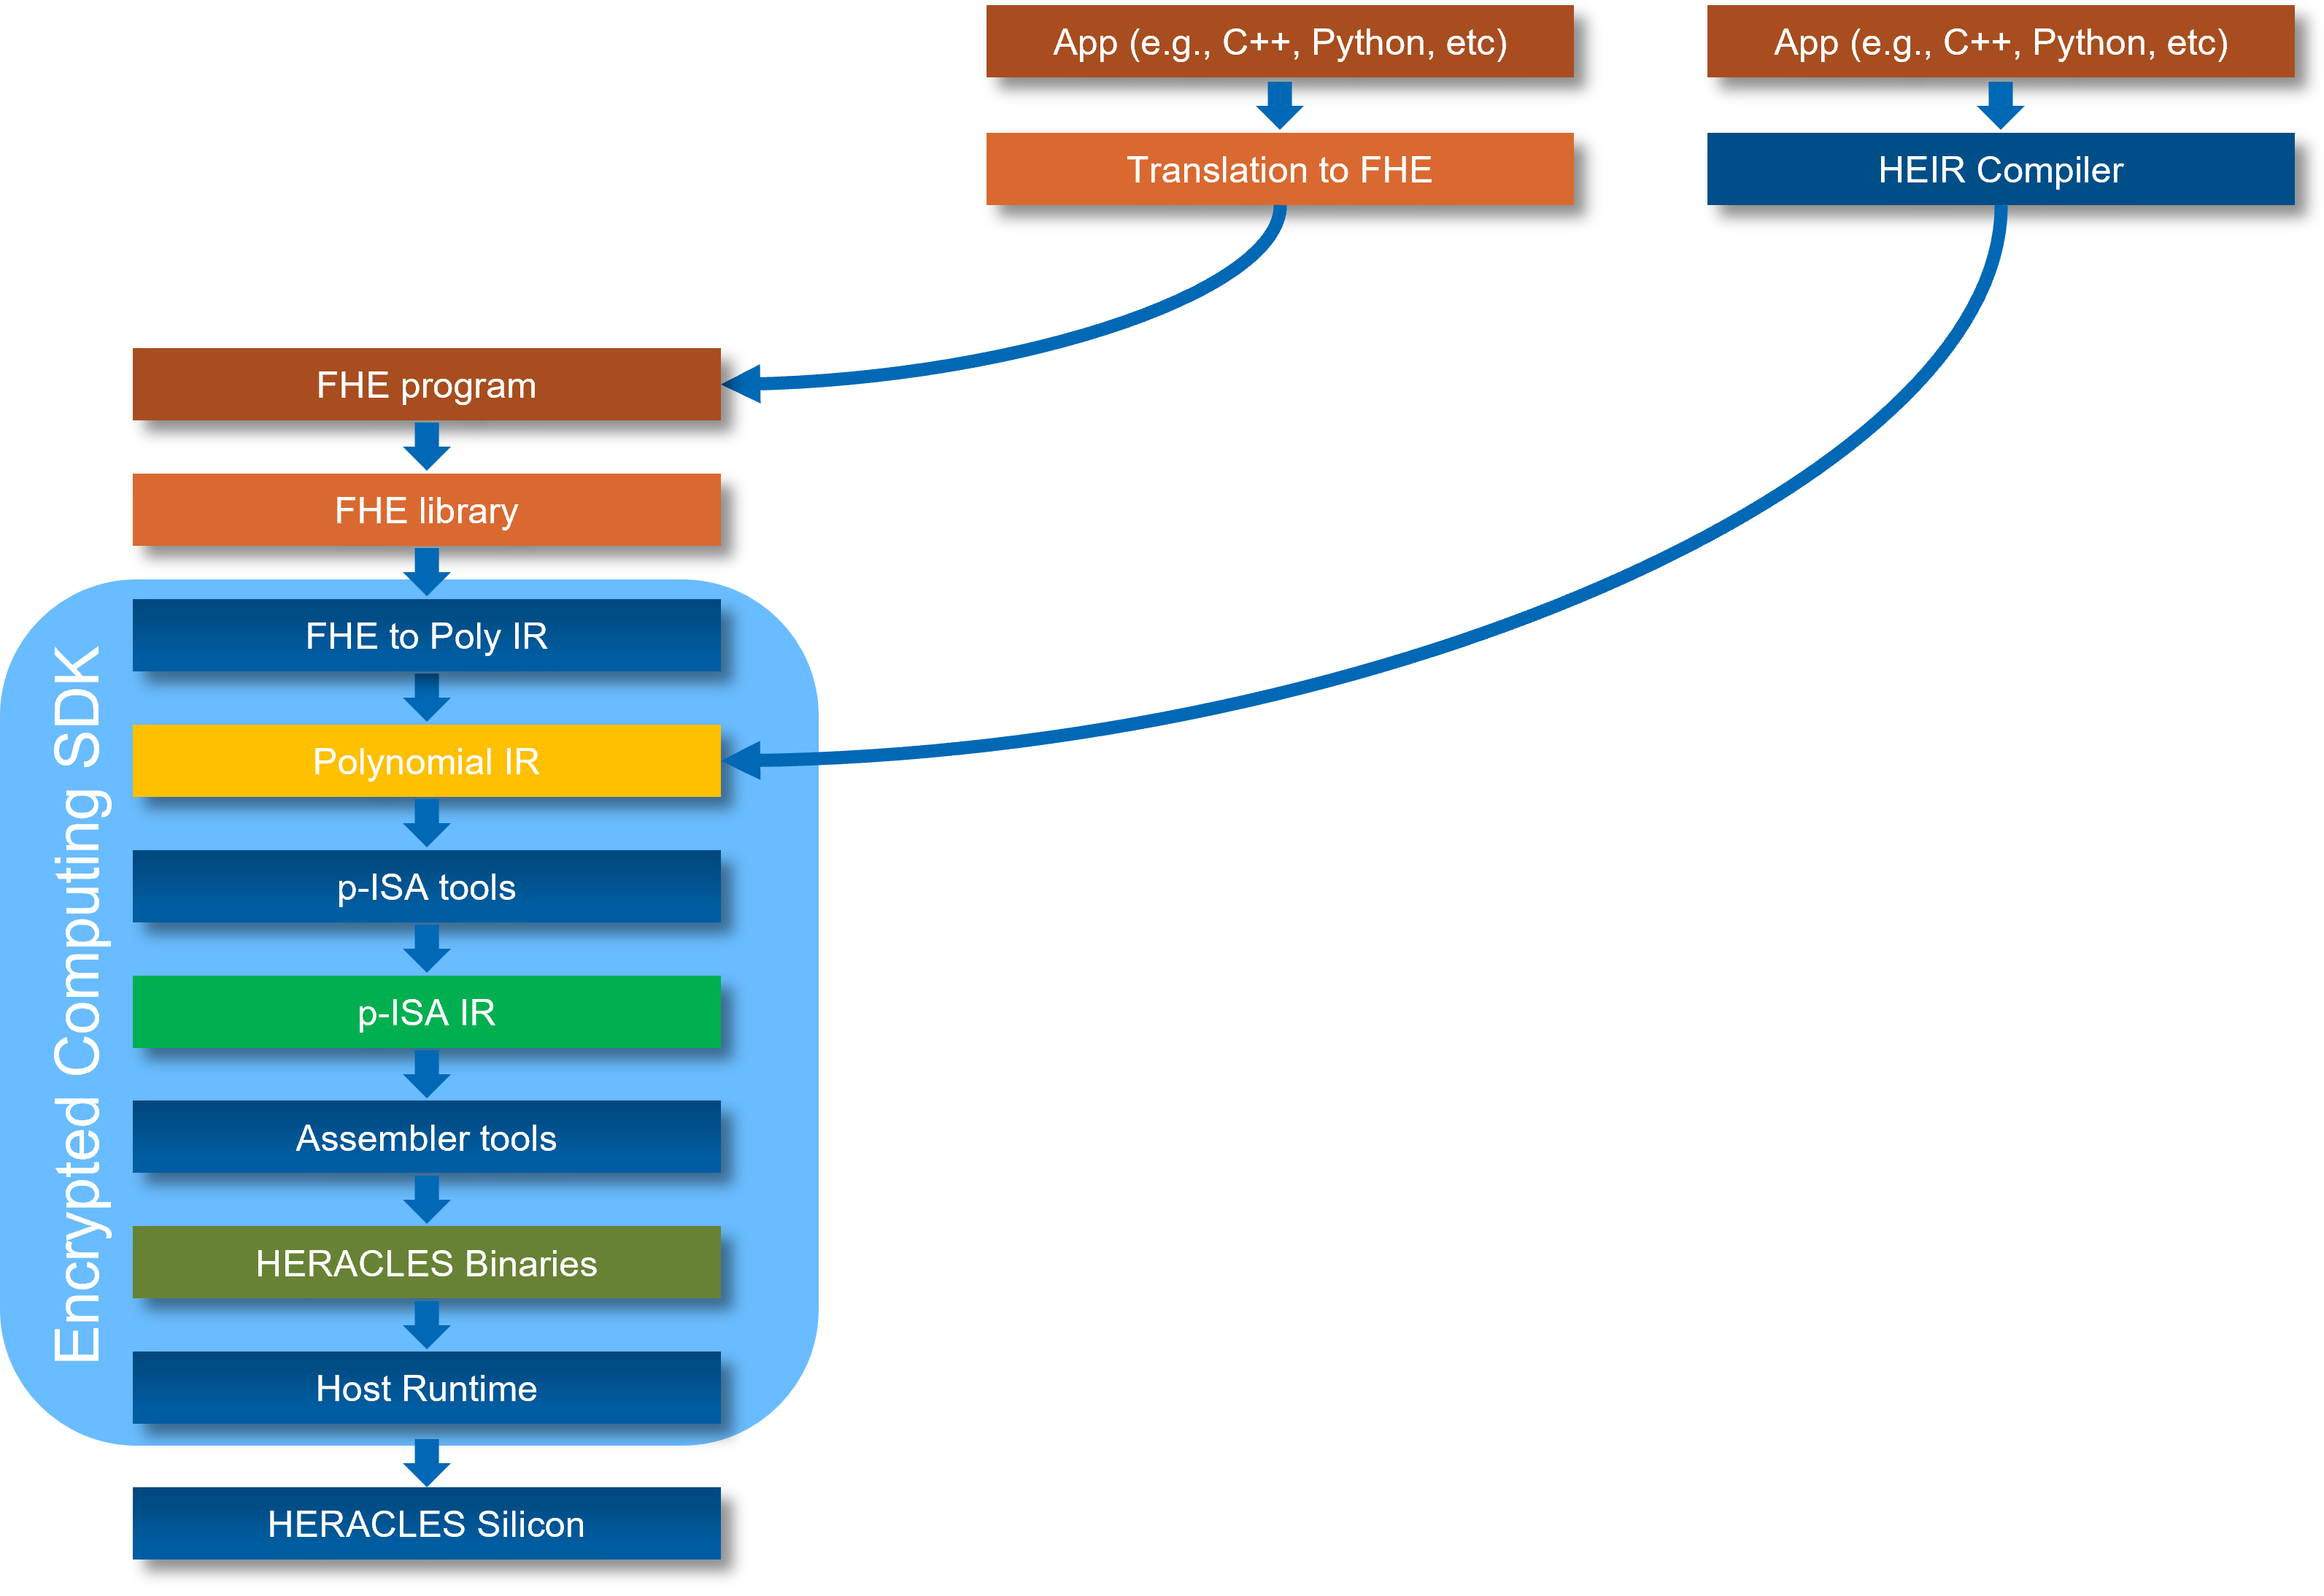 App (e.g., C++, Python, etc)
App (e.g., C++, Python, etc)
Translation to FHE
HEIR Compiler
FHE program
FHE library
Encrypted Computing SDK
FHE to Poly IR
Polynomial IR
p-ISA tools
p-ISA IR
Assembler tools
HERACLES Binaries
Host Runtime
HERACLES Silicon